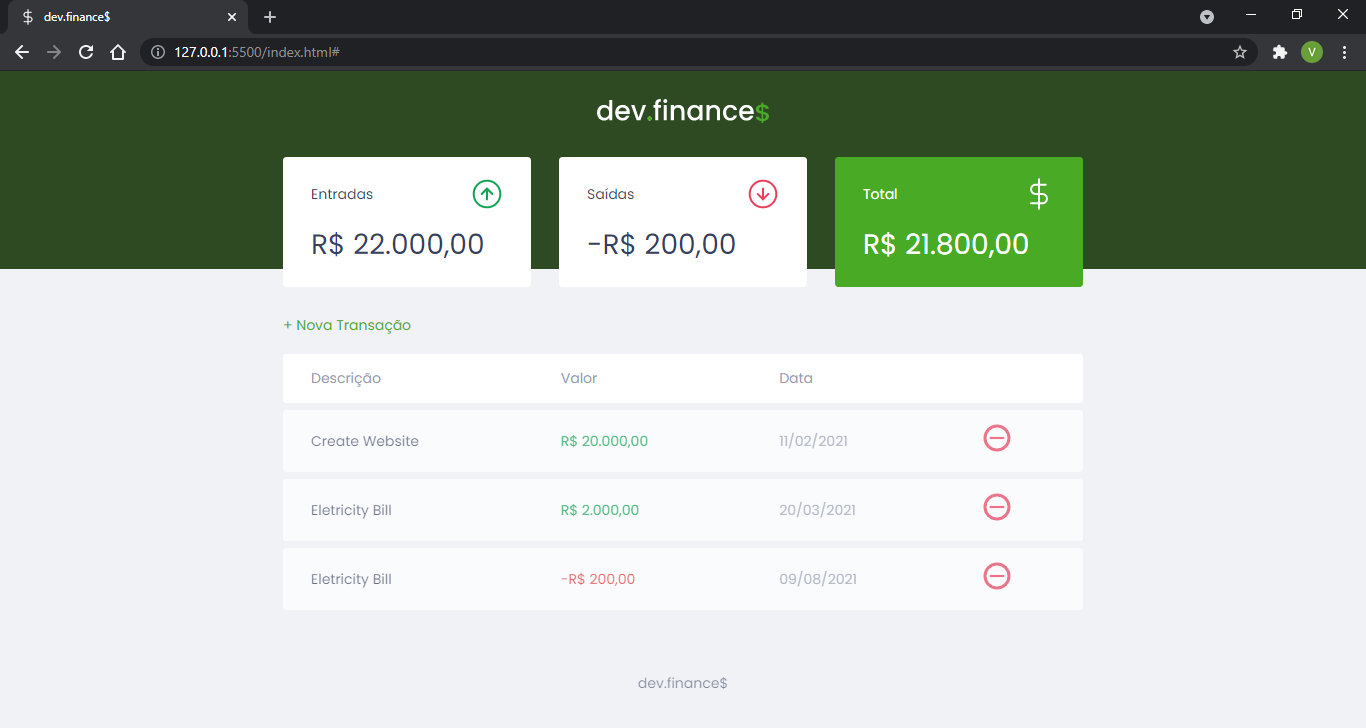 dev.finance$
127.0.0.1:5500/index.html#
V
dev.finance$
Entradas
R$ 22.000,00
Saídas
-R$ 200,00
Total
R$ 21.800,00
+ Nova Transação
Descrição Valor Data
Create Website R$ 20.000,00 11/02/2021
Eletricity Bill R$ 2.000,00 20/03/2021
Eletricity Bill -R$ 200,00 09/08/2021
dev.finance$